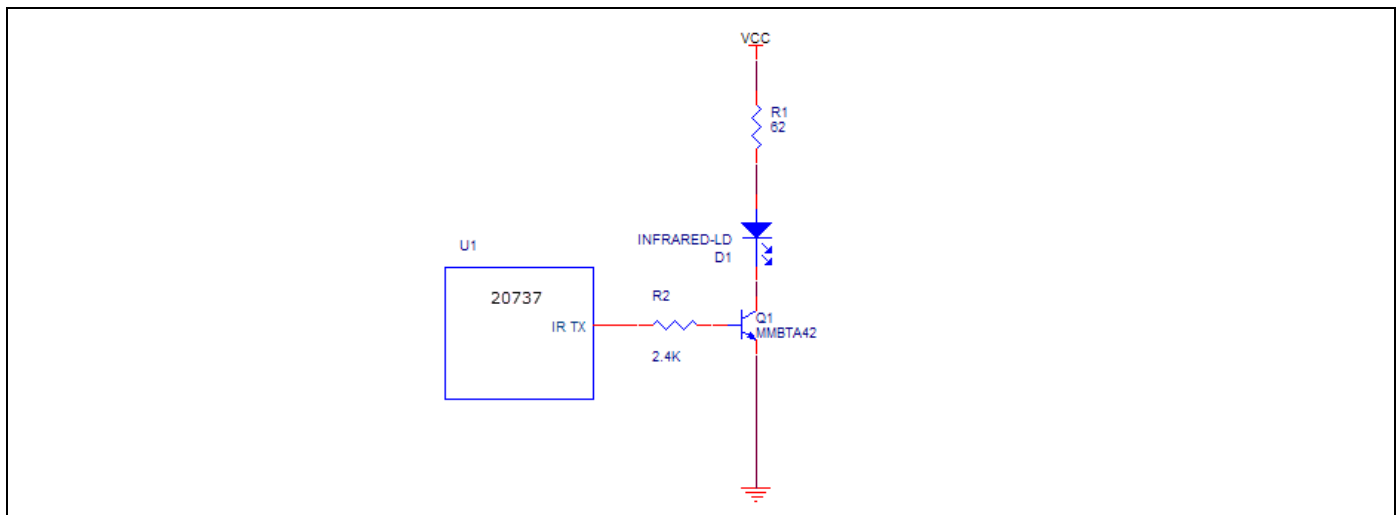 VCC
R1
62
INFRARED-LD
D1
U1
20737
IR TX
R2
2.4K
Q1
MMBTA42